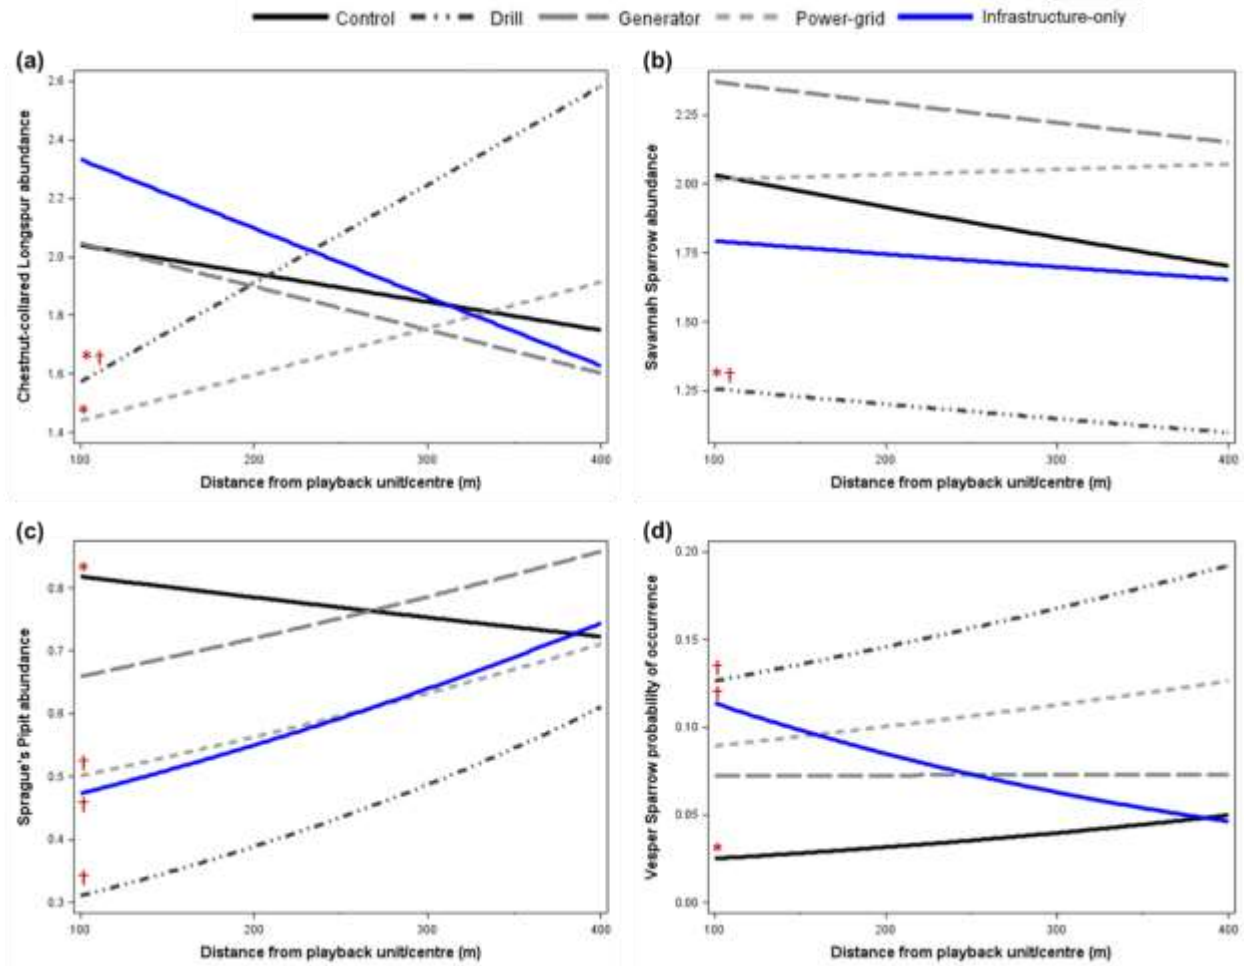 Control Drill Generator Power-grid Infrastructure-only
(a)
Chestnut-collared Longspur abundance
2.6
2.4
2.2
2.0
1.8
1.6
1.4
*†
*
100 200 300 400
Distance from playback unit/centre (m)
(b)
Savannah Sparrow abundance
2.25
2.00
1.75
1.50
1.25
*†
100 200 300 400
Distance from playback unit/centre (m)
(c)
Sprague's Pipit abundance
0.8
0.7
0.6
0.5
0.4
0.3
*
†
†
†
100 200 300 400
Distance from playback unit/centre (m)
(d)
Vesper Sparrow probability of occurrence
0.20
0.15
0.10
0.05
0.00
†
†
*
100 200 300 400
Distance from playback unit/centre (m)